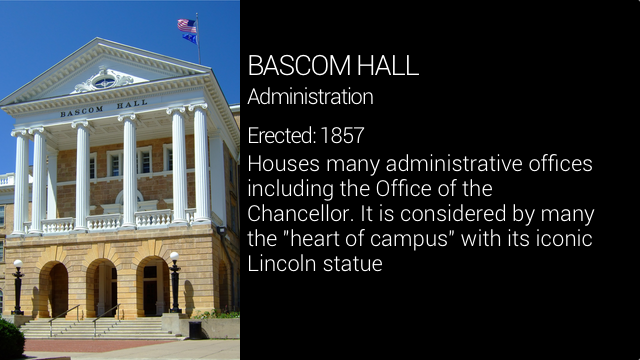 BASCOM HALL
BASCOM HALL
Administration
Erected: 1857
Houses many administrative offices
including the Office of the
Chancellor. It is considered by many
the "heart of campus" with its iconic
Lincoln statue